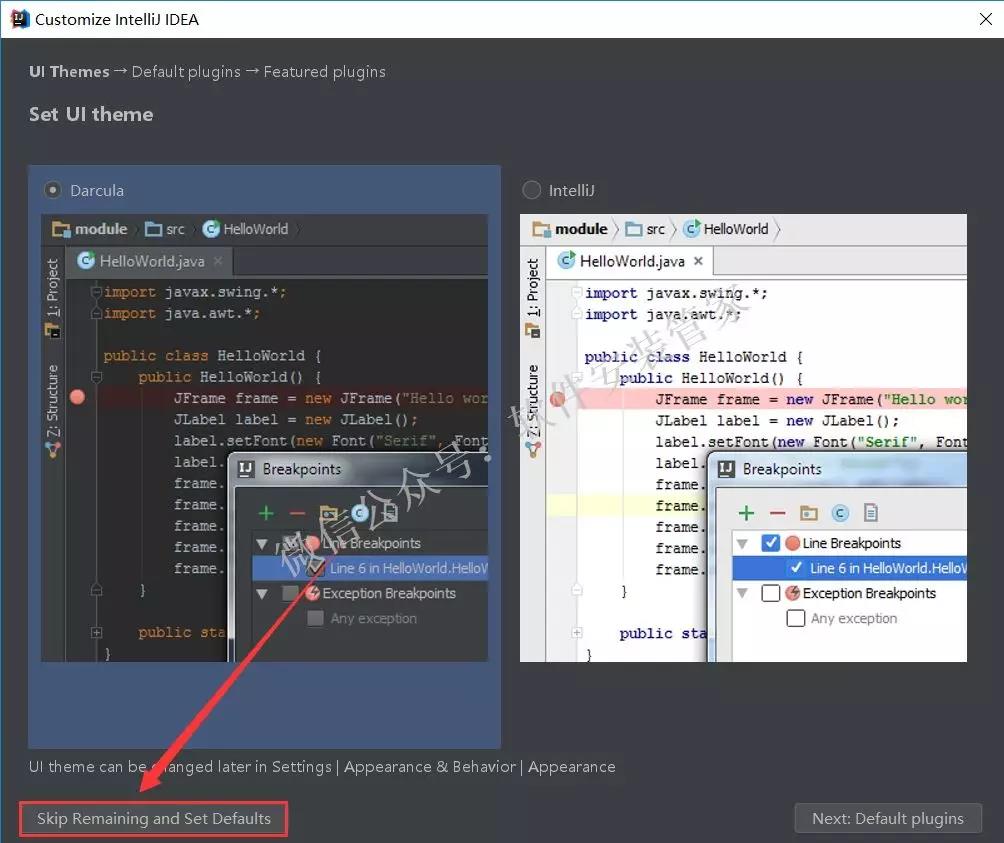 Customize IntelliJ IDEA
UI Themes → Default plugins → Featured plugins
Set UI theme
Darcula
module src HelloWorld
HelloWorld.java
1: Project
Z: Structure
import javax.swing.*;
import java.awt.*;
public class HelloWorld {
public HelloWorld() {
JFrame frame = new JFrame("Hello wor
JLabel label = new JLabel();
label.setFont(new Font("Serif", Font
label.
frame.
frame.
frame.
frame.
frame.
}
public sta
}
Breakpoints
Line Breakpoints
Line 6 in HelloWorld.HelloW
Exception Breakpoints
Any exception
IntelliJ
module src HelloWorld
HelloWorld.java
1: Project
Z: Structure
import javax.swing.*;
import java.awt.*;
public class HelloWorld {
public HelloWorld() {
JFrame frame = new JFrame("Hello wor
JLabel label = new JLabel();
label.setFont(new Font("Serif", Font
label.
frame.
frame.
frame.
frame.
frame.
}
public sta
}
Breakpoints
Line Breakpoints
Line 6 in HelloWorld.HelloW
Exception Breakpoints
Any exception
微信公众号：软件安装管家
UI theme can be changed later in Settings | Appearance & Behavior | Appearance
Skip Remaining and Set Defaults
Next: Default plugins